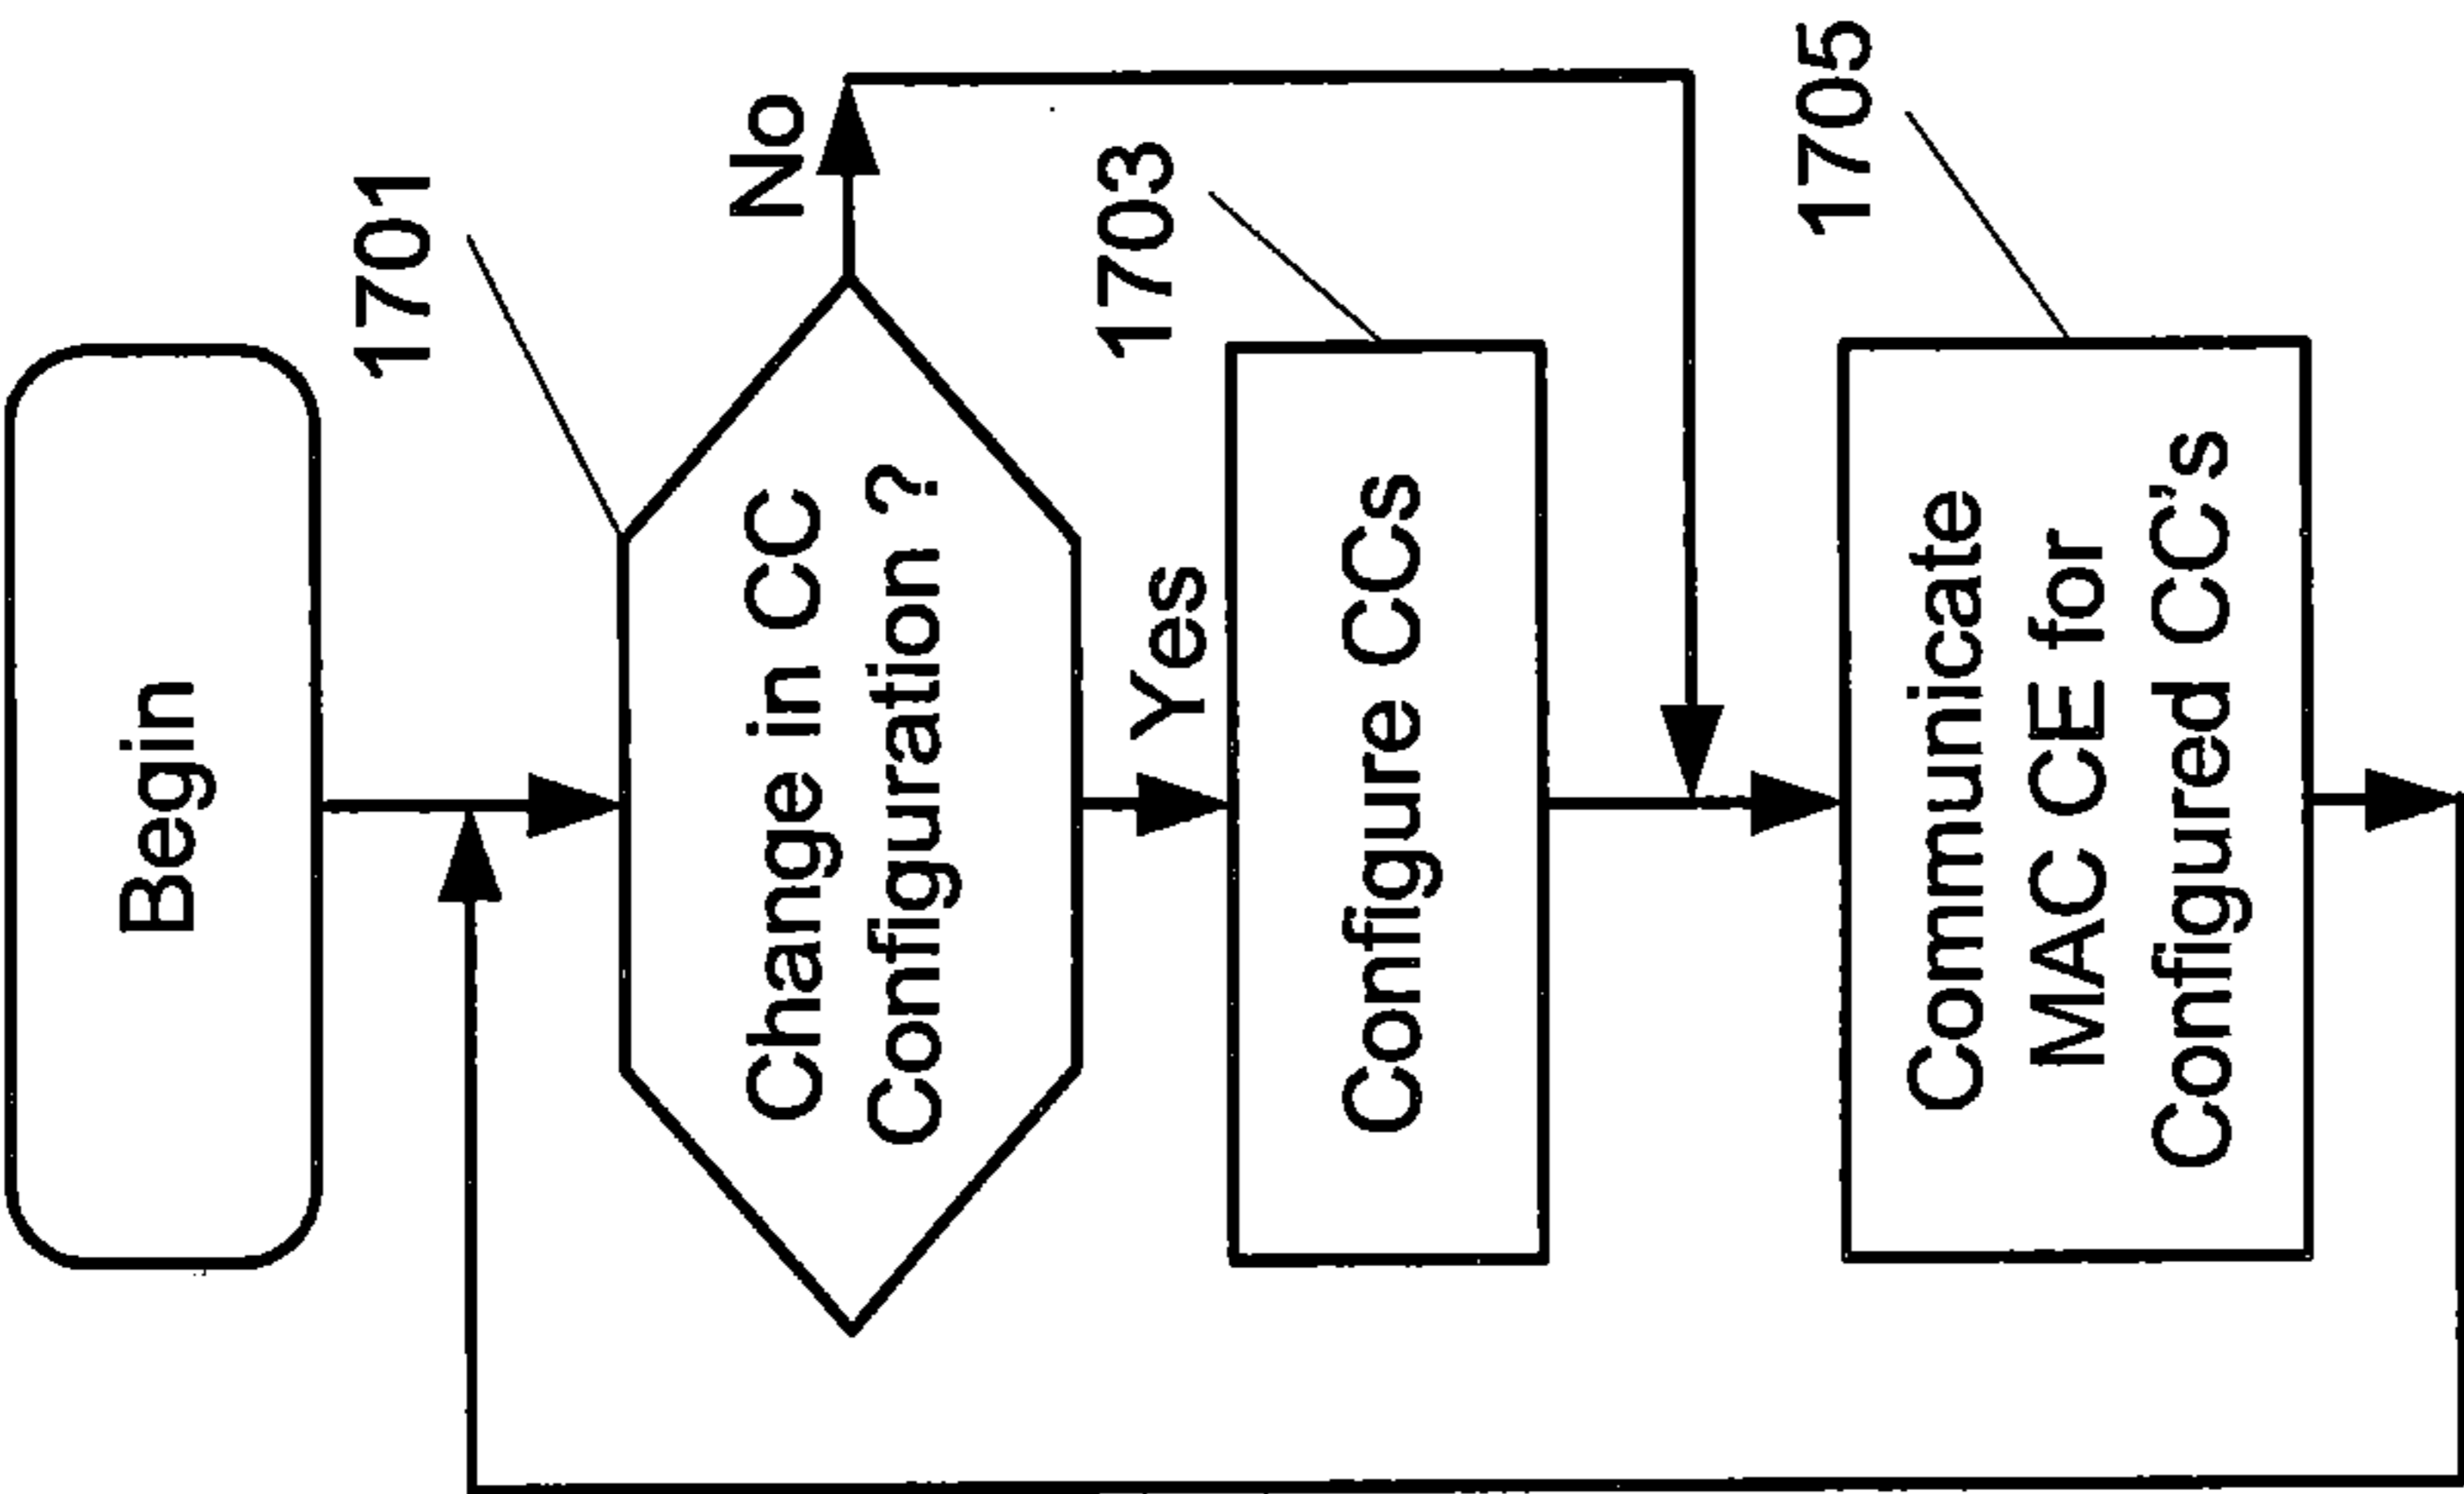 Begin
1701
Change in CC
Configuration ?
No
Yes
1703
Configure CCs
1705
Communicate
MAC CE for
Configured CC's